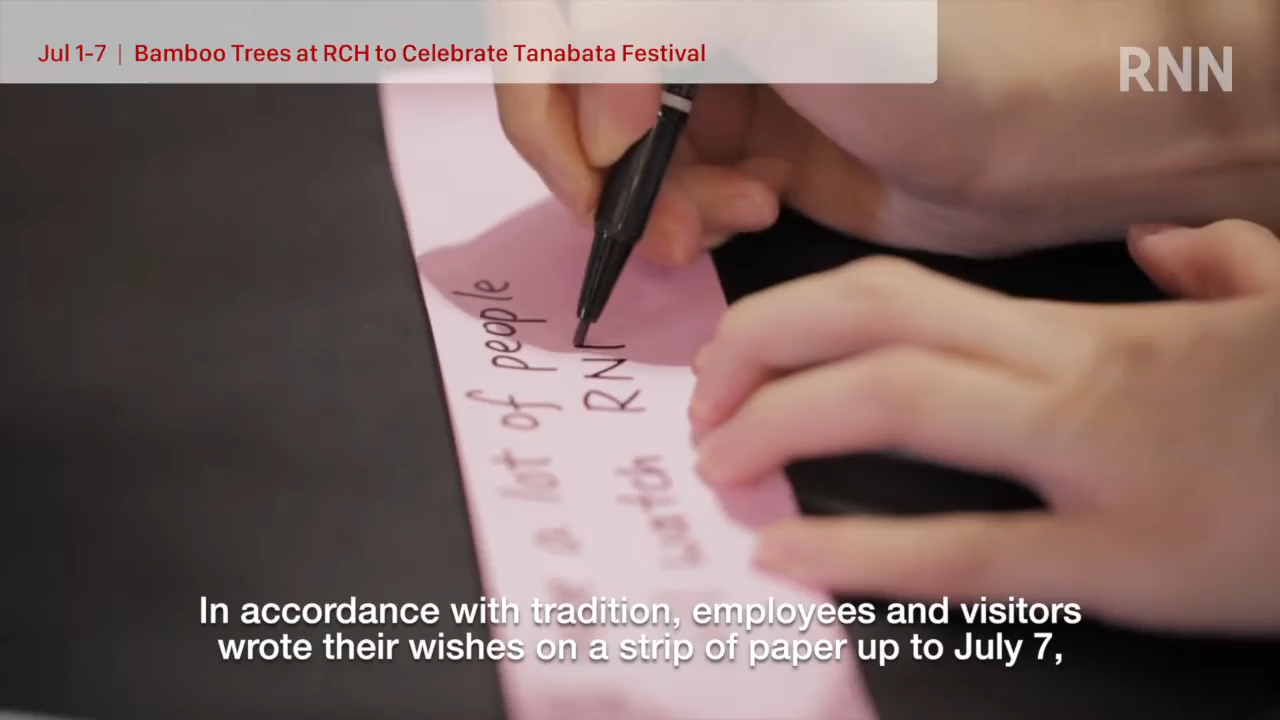 Jul 1-7 | Bamboo Trees at RCH to Celebrate Tanabata Festival
RNN
a lot of people
watch RN
In accordance with tradition, employees and visitors
wrote their wishes on a strip of paper up to July 7,